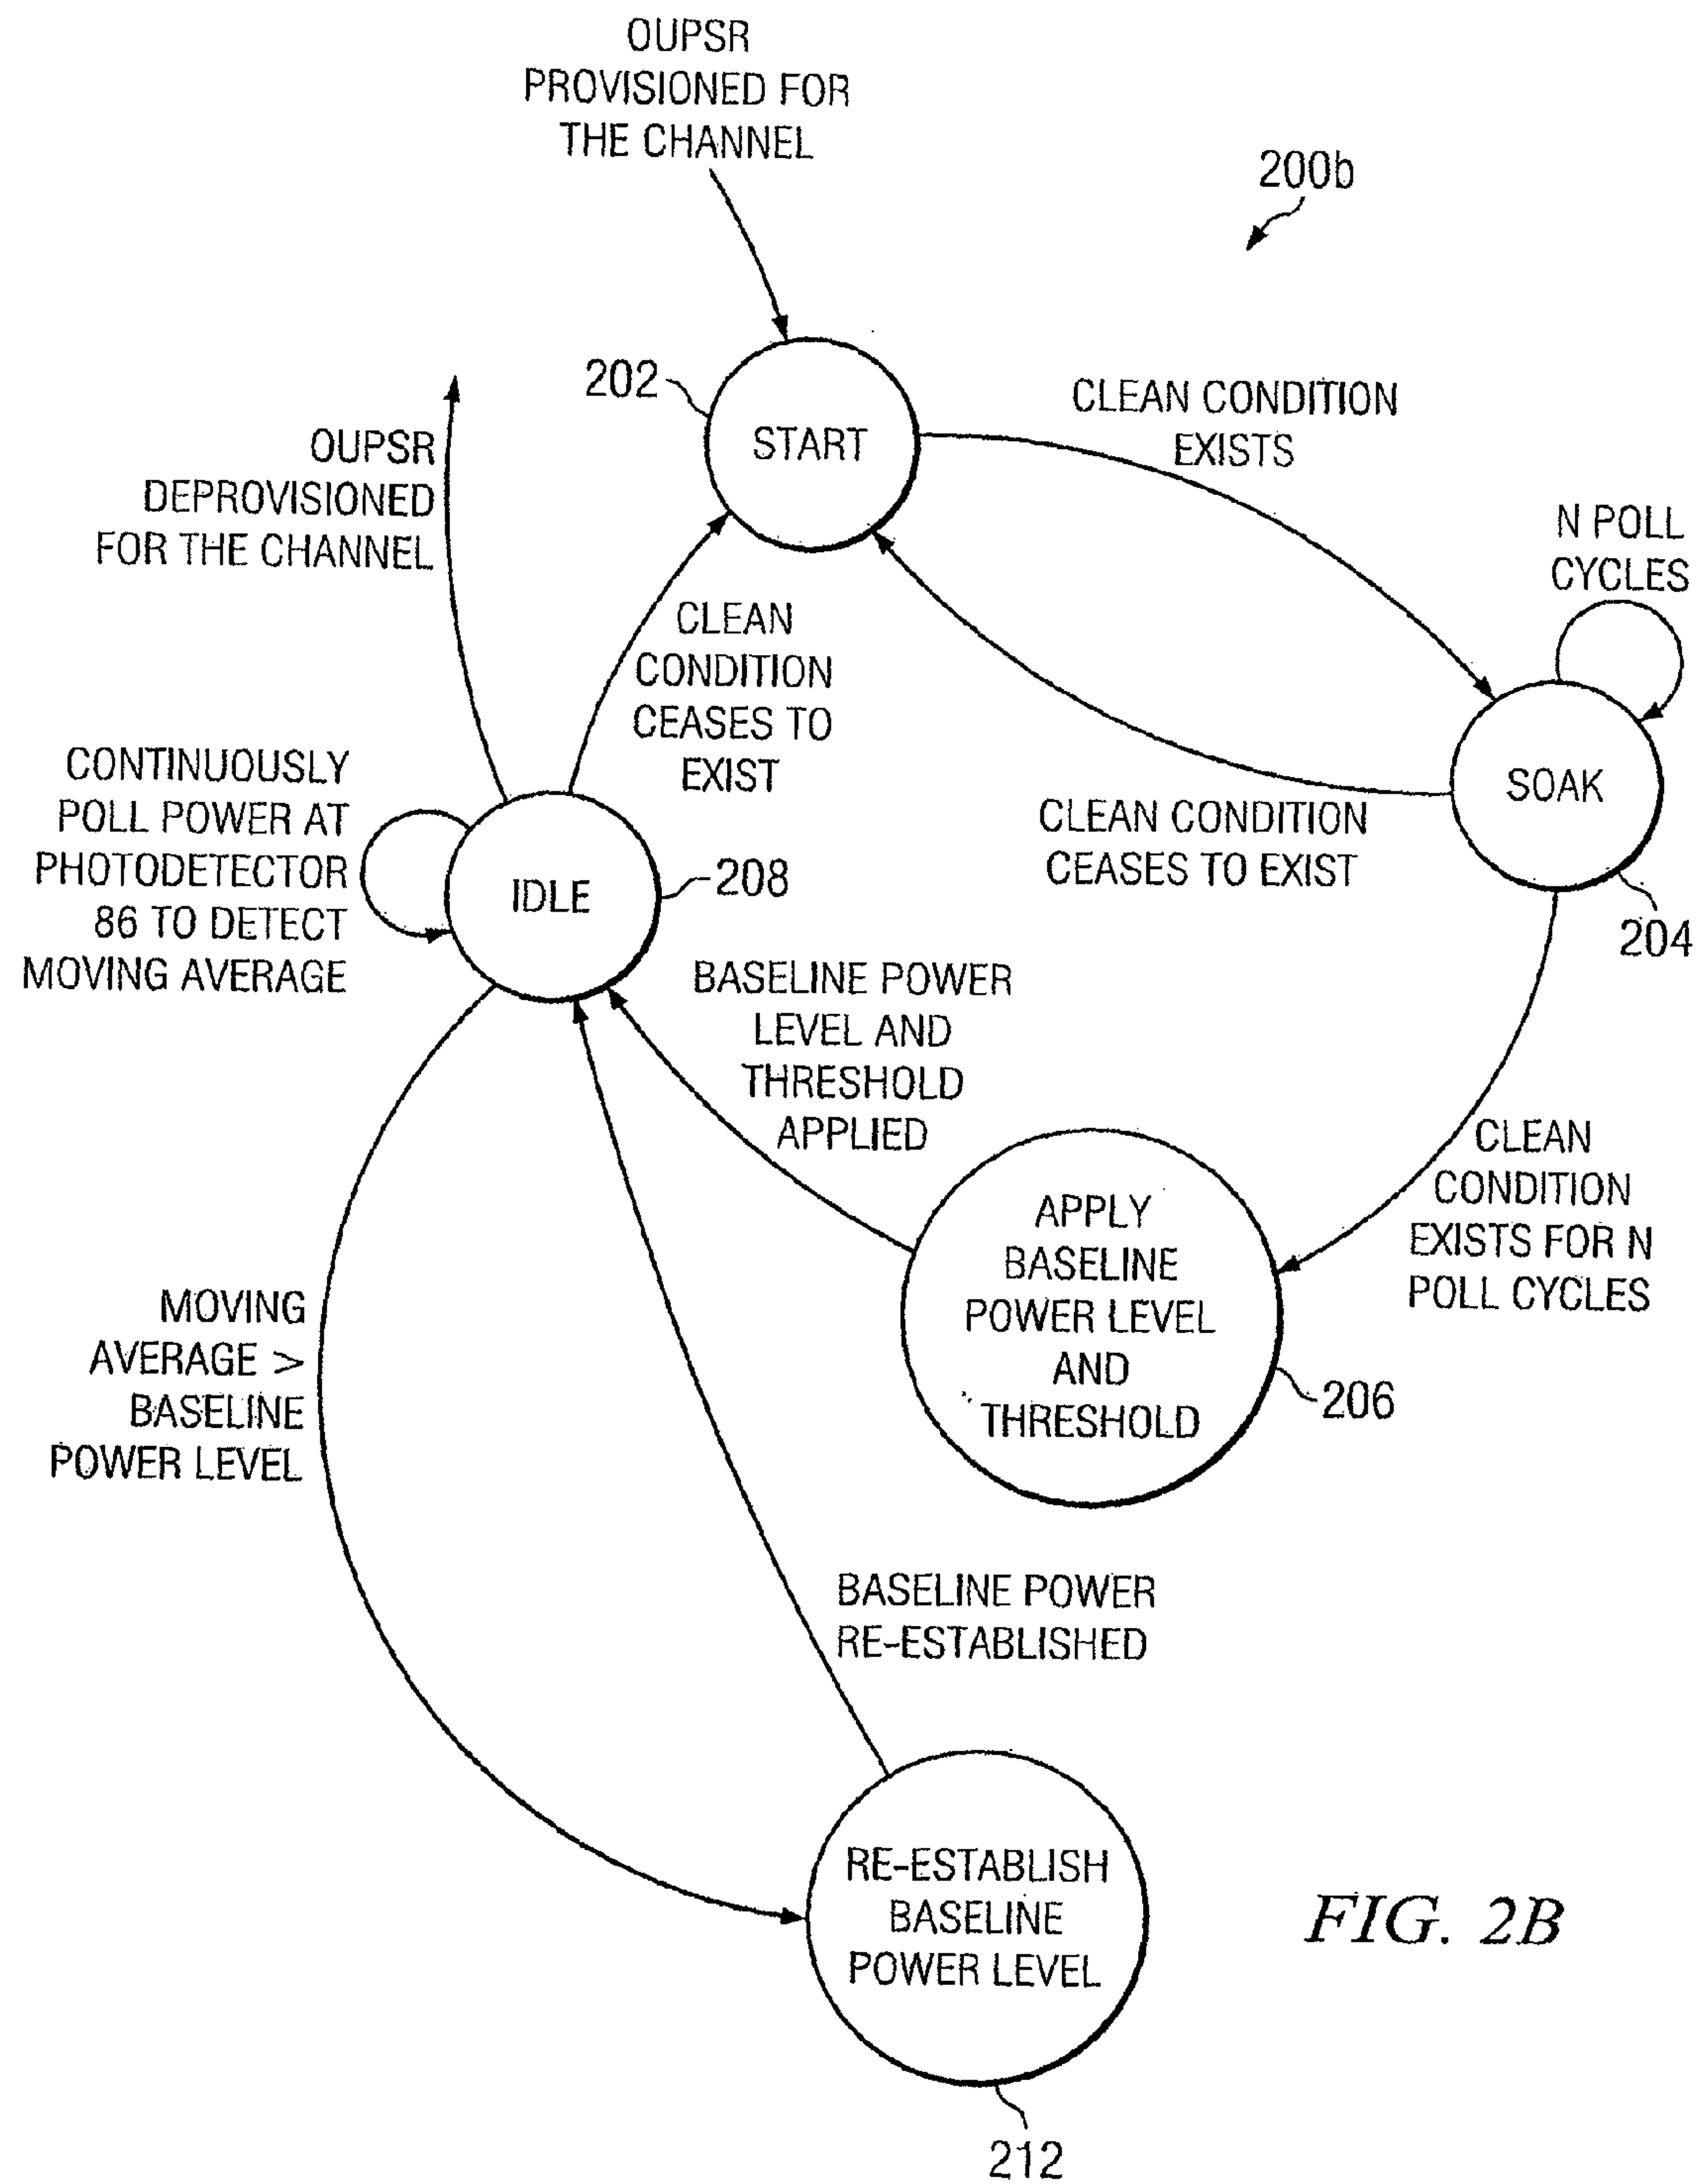 OUPSR
PROVISIONED FOR
THE CHANNEL
200b
202
START
CLEAN CONDITION
EXISTS
OUPSR
DEPROVISIONED
FOR THE CHANNEL
N POLL
CYCLES
CLEAN
CONDITION
CEASES TO
EXIST
SOAK
204
CLEAN CONDITION
CEASES TO EXIST
CONTINUOUSLY
POLL POWER AT
PHOTODETECTOR
86 TO DETECT
MOVING AVERAGE
IDLE
208
BASELINE POWER
LEVEL AND
THRESHOLD
APPLIED
CLEAN
CONDITION
EXISTS FOR N
POLL CYCLES
APPLY
BASELINE
POWER LEVEL
AND
THRESHOLD
206
MOVING
AVERAGE >
BASELINE
POWER LEVEL
BASELINE POWER
RE-ESTABLISHED
RE-ESTABLISH
BASELINE
POWER LEVEL
212
FIG. 2B